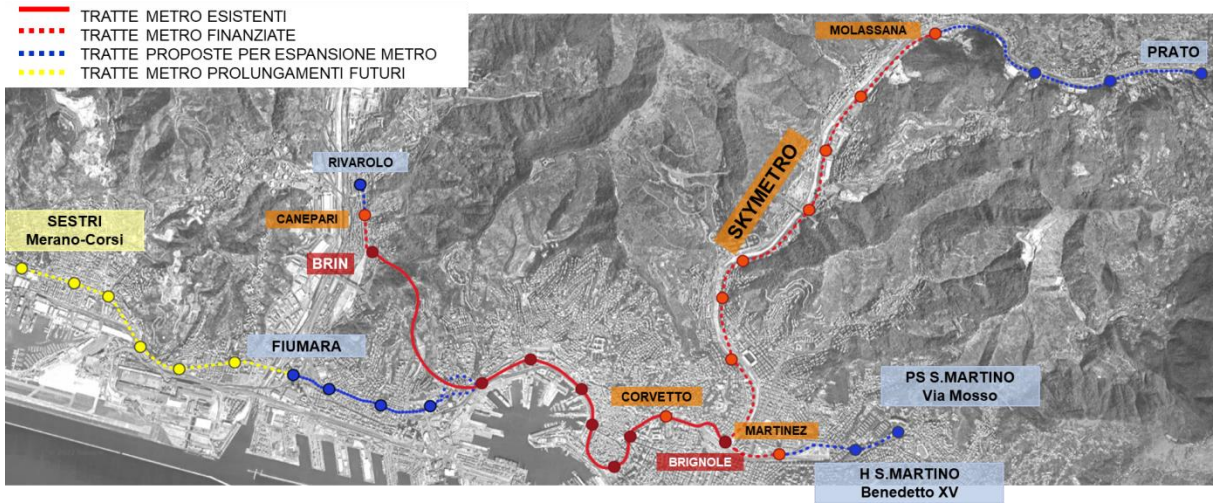 TRATTE METRO ESISTENTI
TRATTE METRO FINANZIATE
TRATTE METRO PROPOSTE PER ESPANSIONE METRO
TRATTE METRO PROLUNGAMENTI FUTURI
MOLASSANA
PRATO
RIVAROLO
CANEPARI
SKYMETRO
SESTRI
Merano-Corsi
BRIN
FIUMARA
PS S.MARTINO
Via Mosso
CORVETTO
MARTINEZ
BRIGNOLE
H S.MARTINO
Benedetto XV